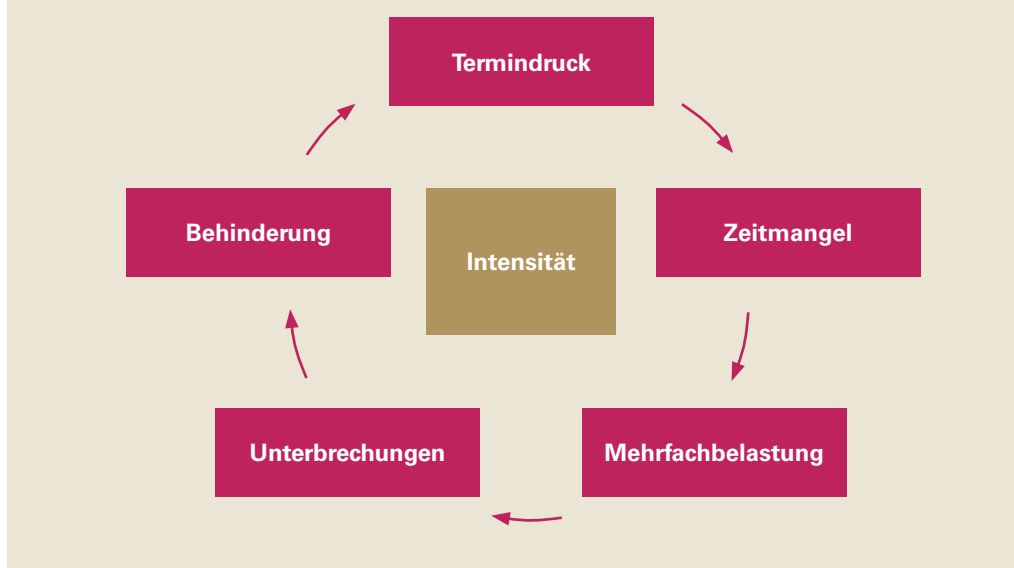 Termindruck
Behinderung
Zeitmangel
Intensität
Unterbrechungen
Mehrfachbelastung